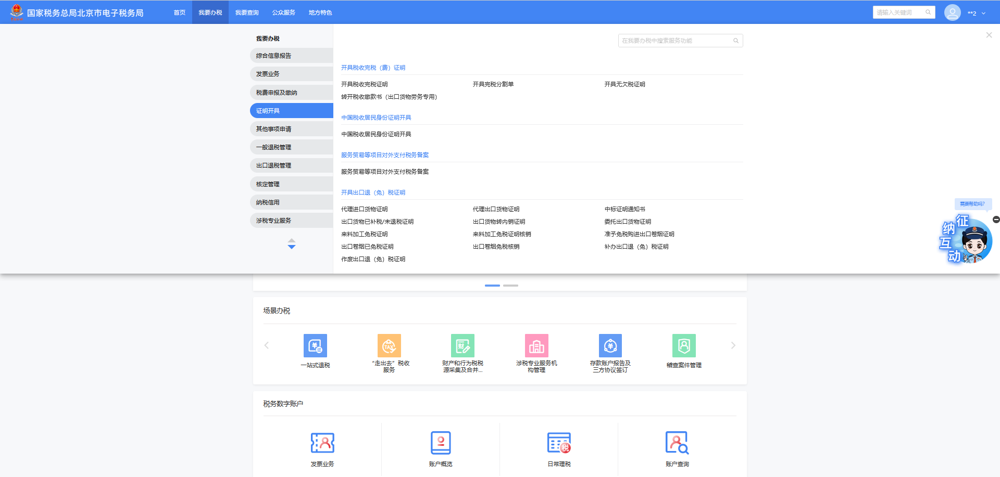 国家税务总局北京市电子税务局
首页 我要办税 我要查询 公众服务 地方特色
请输入关键词
**2
我要办税
综合信息报告
发票业务
税费申报及缴纳
证明开具
其他事项申请
一般退税管理
出口退税管理
核定管理
纳税信用
涉税专业服务
在我要办税中搜索服务功能
开具税收完税（费）证明
开具税收完税证明 开具完税分割单 开具无欠税证明
转开税收缴款书（出口货物劳务专用）
中国税收居民身份证明开具
中国税收居民身份证明开具
服务贸易等项目对外支付税务备案
服务贸易等项目对外支付税务备案
开具出口退（免）税证明
代理进口货物证明 代理出口货物证明 中标证明通知书
出口货物已补税/未退税证明 出口货物转内销证明 委托出口货物证明
来料加工免税证明 来料加工免税证明核销 准予免税购进出口卷烟证明
出口卷烟已免税证明 出口卷烟免税核销 补办出口退（免）税证明
作废出口退（免）税证明
需要帮助吗？
征
纳
互
动
场景办税
一站式退税
“走出去”税收
服务
财产和行为税税
源采集及合并...
涉税专业服务机
构管理
存款账户报告及
三方协议签订
稽查案件管理
TAX
财
税务数字账户
税
发票业务 账户概览 日常理税 账户查询